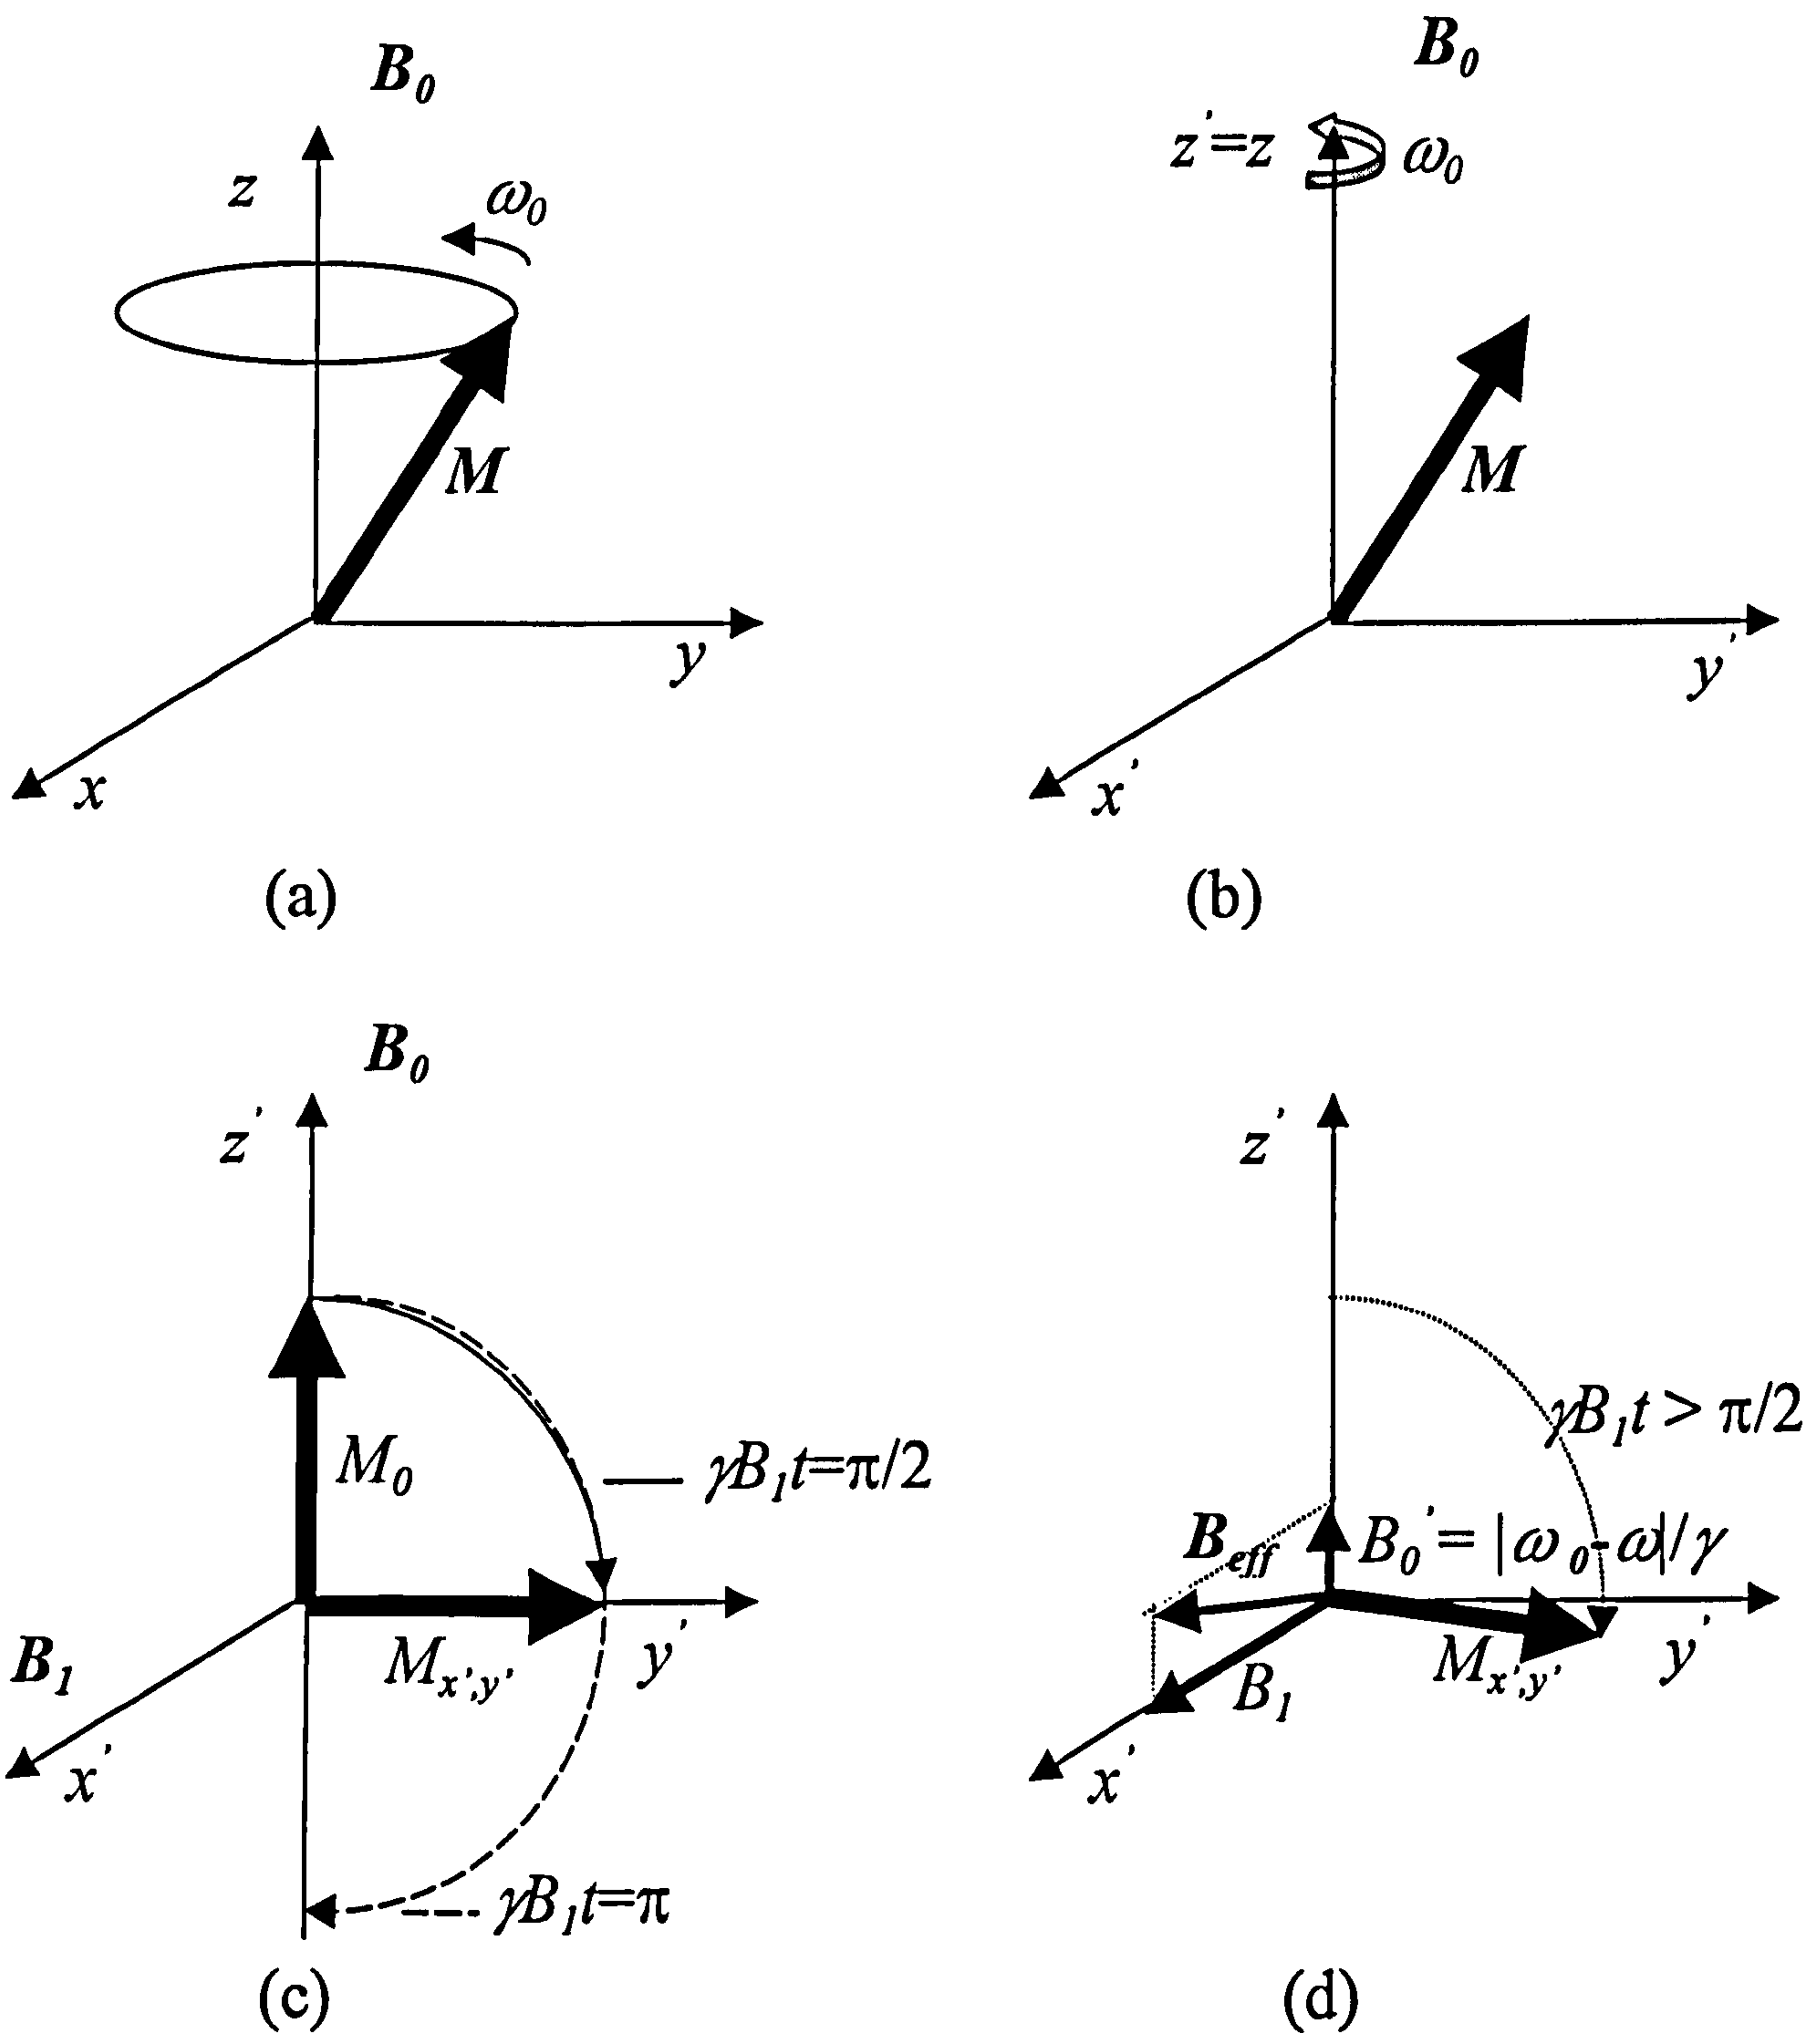 B₀
z
ω₀
M
y
x
(a)
B₀
z'=z
ω₀
M
y'
x'
(b)
B₀
z'
M₀
γB₁t=π/2
B₁
Mx',y'
y'
x'
γB₁t=π
(c)
z'
γB₁t > π/2
Beff
B₀'= |ω₀-ω|/γ
Mx',y'
y'
B₁
x'
(d)